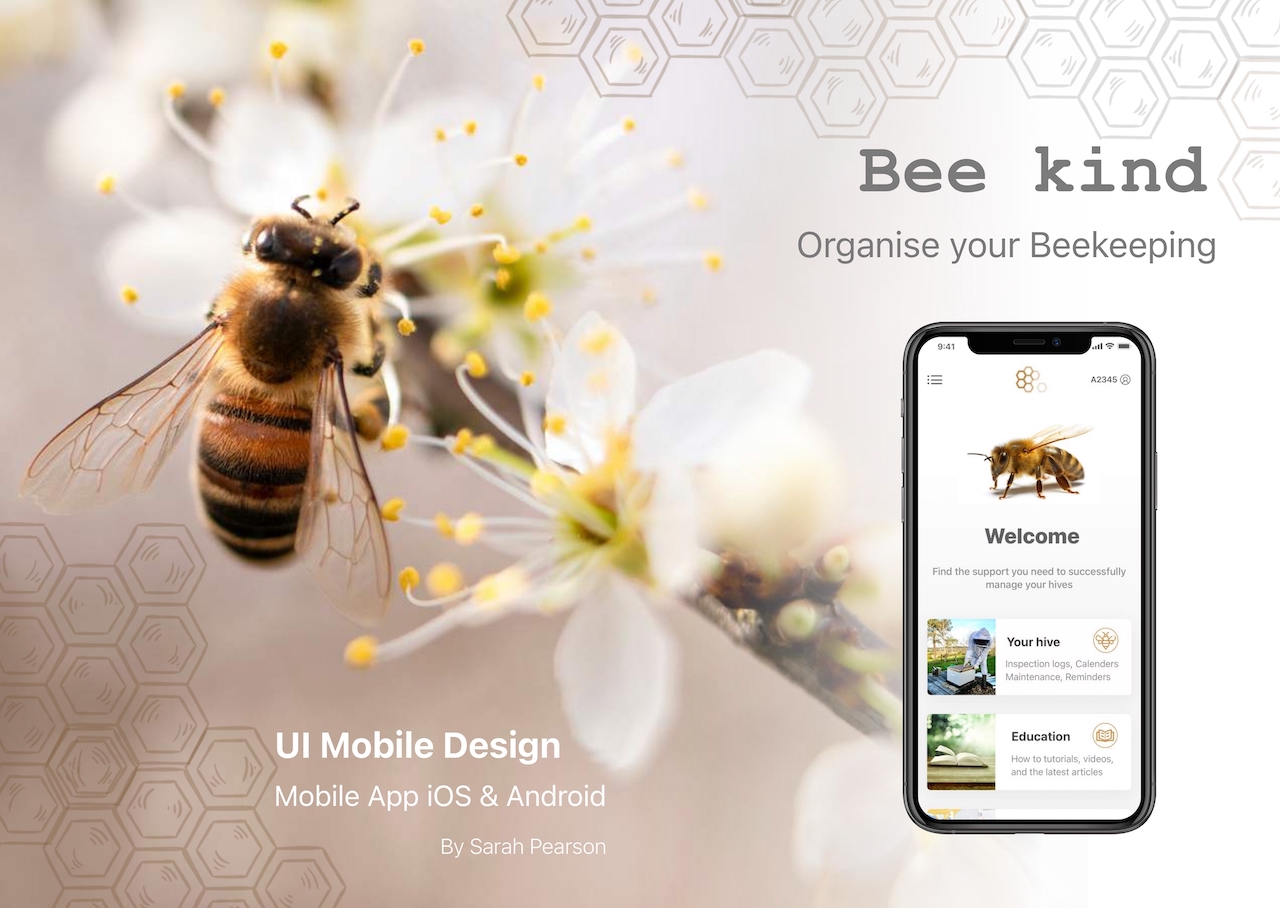 Bee kind
Organise your Beekeeping
9:41
A2345
Welcome
Find the support you need to successfully
manage your hives
Your hive
Inspection logs, Calenders
Maintenance, Reminders
Education
How to tutorials, videos,
and the latest articles
UI Mobile Design
Mobile App iOS & Android
By Sarah Pearson